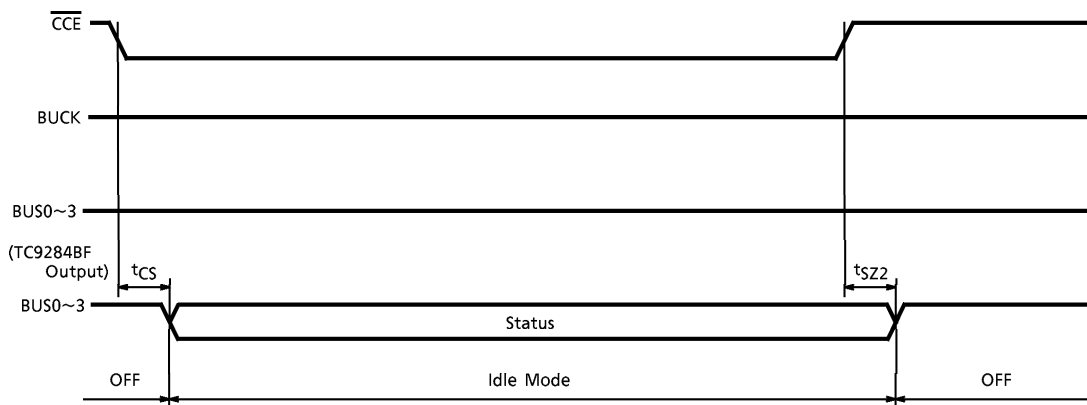 CCE
BUCK
BUS0~3
(TC9284BF
Output)
tCS
tSZ2
BUS0~3
Status
OFF
Idle Mode
OFF